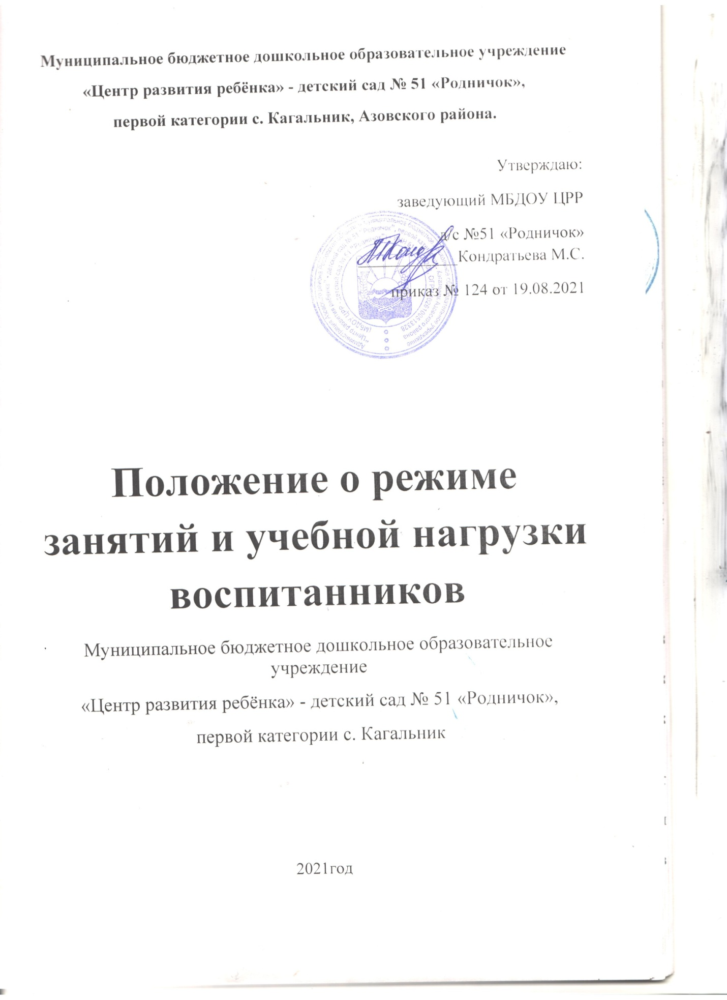 Муниципальное бюджетное дошкольное образовательное учреждение
«Центр развития ребёнка» - детский сад № 51 «Родничок»,
первой категории с. Кагальник, Азовского района.
Утверждаю:
заведующий МБДОУ ЦРР
д/с №51 «Родничок»
Кондратьева М.С.
приказ № 124 от 19.08.2021
Положение о режиме
занятий и учебной нагрузки
воспитанников
Муниципальное бюджетное дошкольное образовательное
учреждение
«Центр развития ребёнка» - детский сад № 51 «Родничок»,
первой категории с. Кагальник
2021год